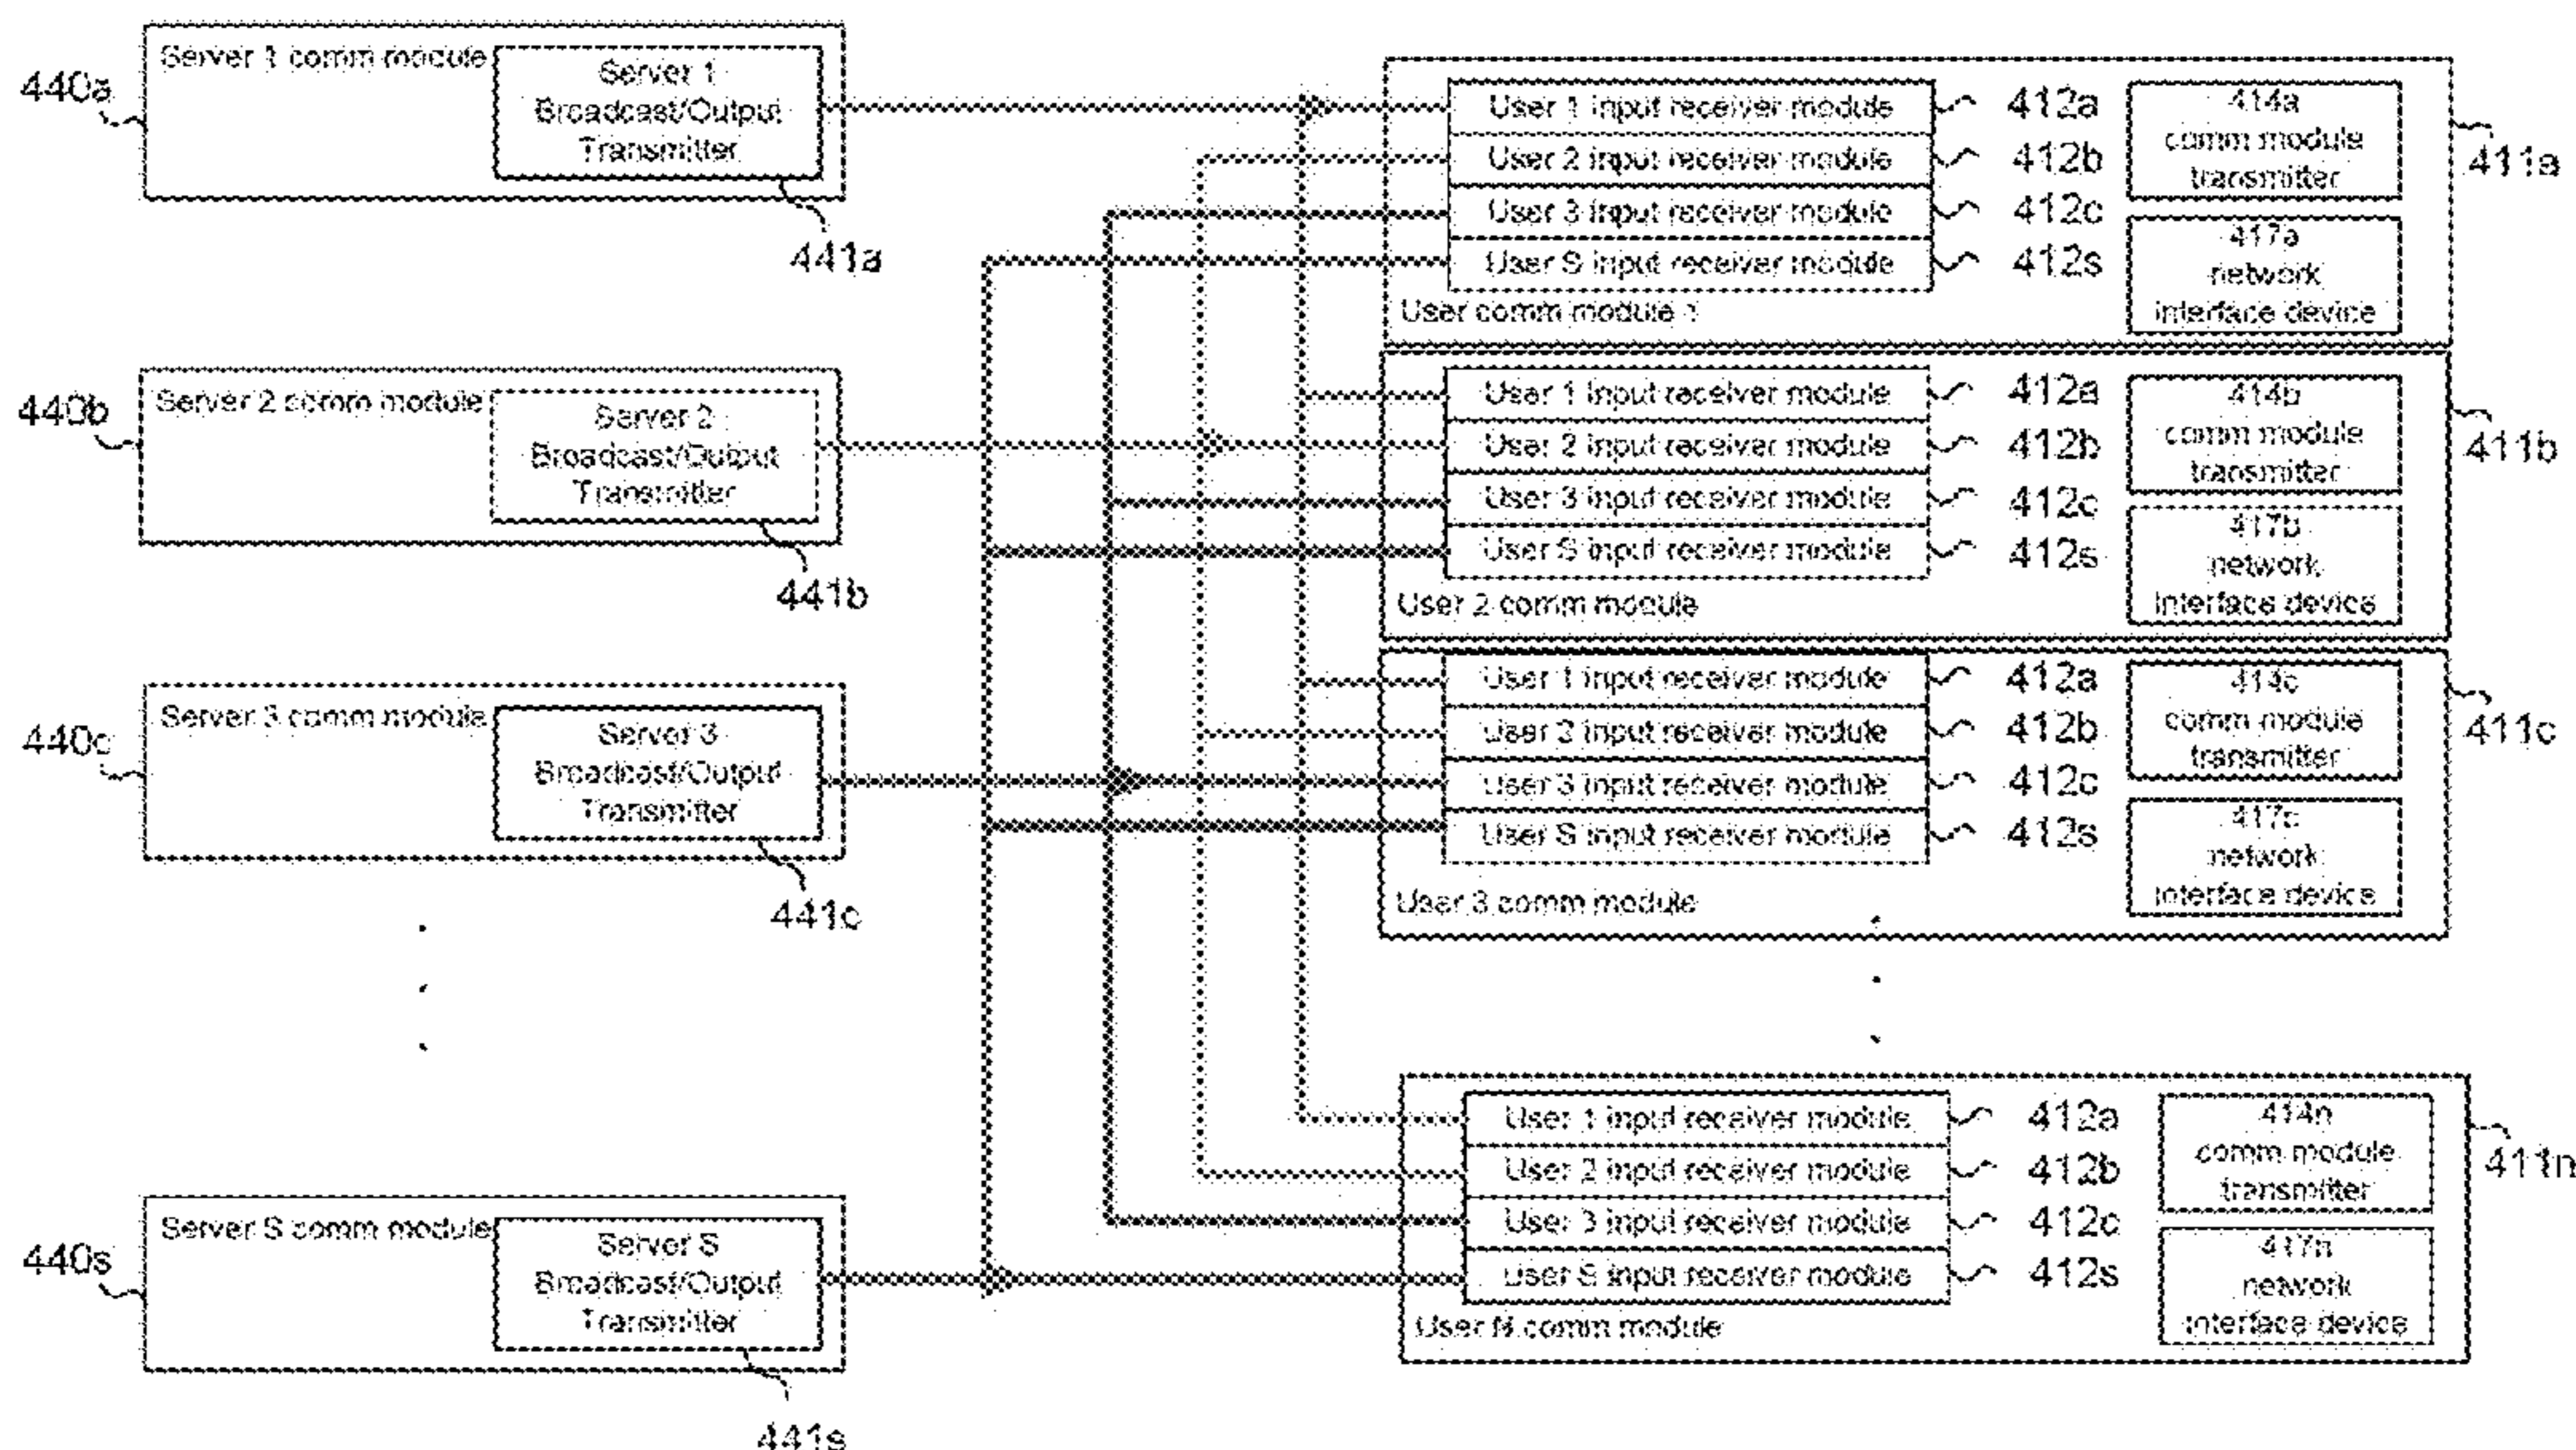 440a
Server 1 comm module
Server 1
Broadcast/Output
Transmitter
441a
440b
Server 2 comm module
Server 2
Broadcast/Output
Transmitter
441b
440c
Server 3 comm module
Server 3
Broadcast/Output
Transmitter
441c
440s
Server S comm module
Server S
Broadcast/Output
Transmitter
441s
User 1 input receiver module
412a
User 2 input receiver module
412b
User 3 input receiver module
412c
User S input receiver module
412s
User comm module 1
414a
comm module
transmitter
417a
network
interface device
411a
User 1 input receiver module
412a
User 2 input receiver module
412b
User 3 input receiver module
412c
User S input receiver module
412s
User 2 comm module
414b
comm module
transmitter
417b
network
interface device
411b
User 1 input receiver module
412a
User 2 input receiver module
412b
User 3 input receiver module
412c
User S input receiver module
412s
User 3 comm module
414c
comm module
transmitter
417c
network
interface device
411c
User 1 input receiver module
412a
User 2 input receiver module
412b
User 3 input receiver module
412c
User S input receiver module
412s
User N comm module
414n
comm module
transmitter
417n
network
interface device
411n